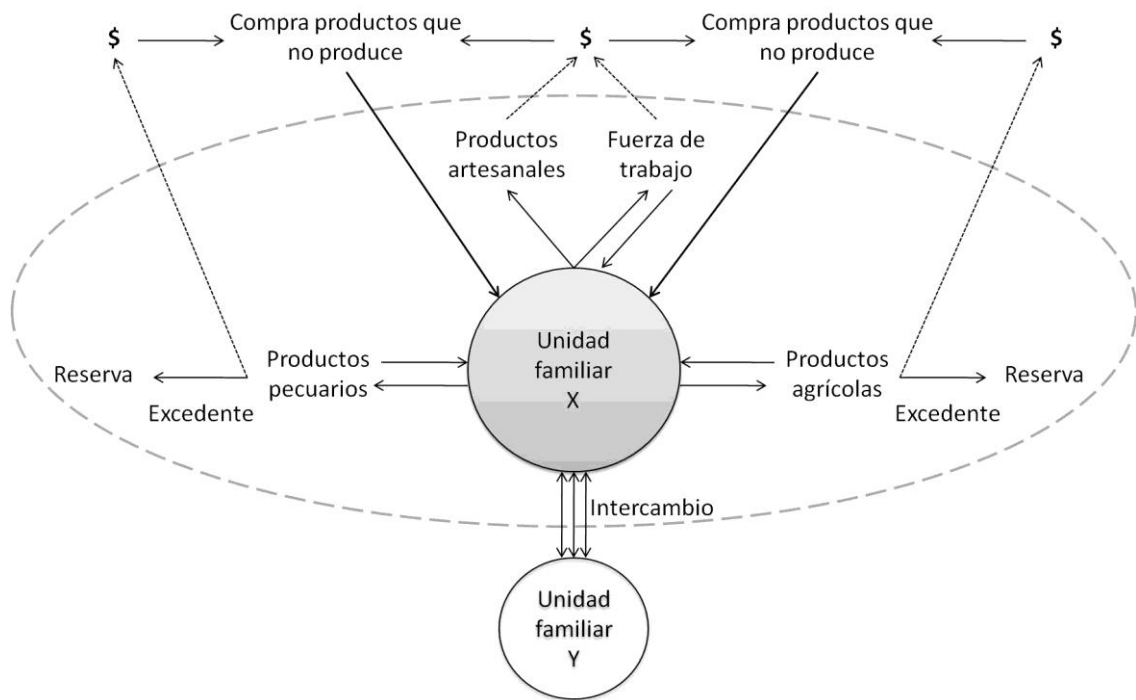 $
Compra productos que
no produce
$
Compra productos que
no produce
$
Productos
artesanales
Fuerza de
trabajo
Reserva
Excedente
Productos
pecuarios
Unidad
familiar
X
Productos
agrícolas
Excedente
Reserva
Intercambio
Unidad
familiar
Y